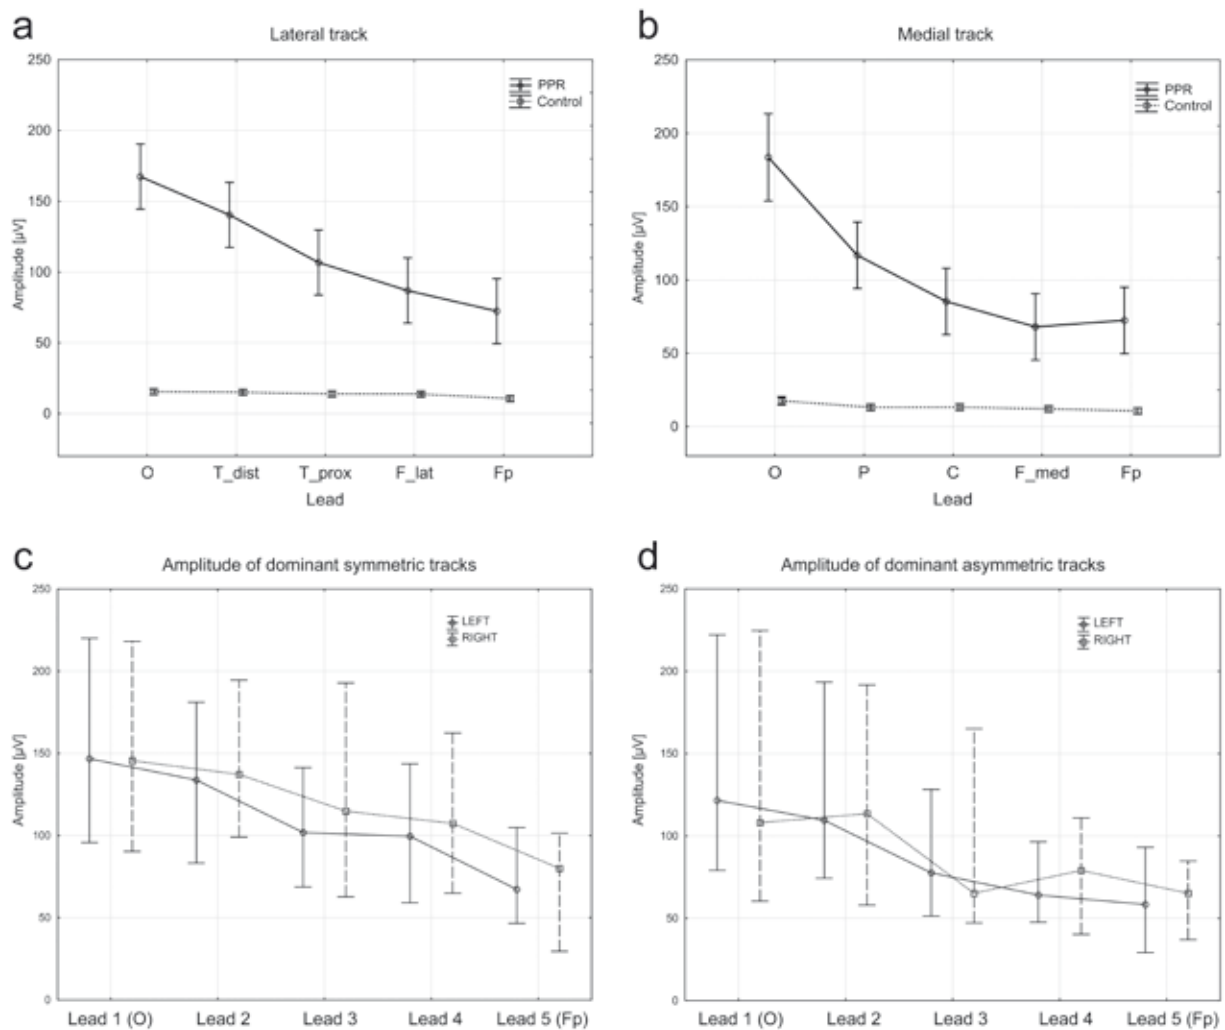 a
Lateral track
250
200
150
100
50
0
Amplitude [µV]
PPR
Control
O T_dist T_prox F_lat Fp
Lead
b
Medial track
250
200
150
100
50
0
Amplitude [µV]
PPR
Control
O P C F_med Fp
Lead
c
Amplitude of dominant symmetric tracks
250
200
150
100
50
0
Amplitude [µV]
LEFT
RIGHT
Lead 1 (O) Lead 2 Lead 3 Lead 4 Lead 5 (Fp)
d
Amplitude of dominant asymmetric tracks
250
200
150
100
50
0
Amplitude [µV]
LEFT
RIGHT
Lead 1 (O) Lead 2 Lead 3 Lead 4 Lead 5 (Fp)